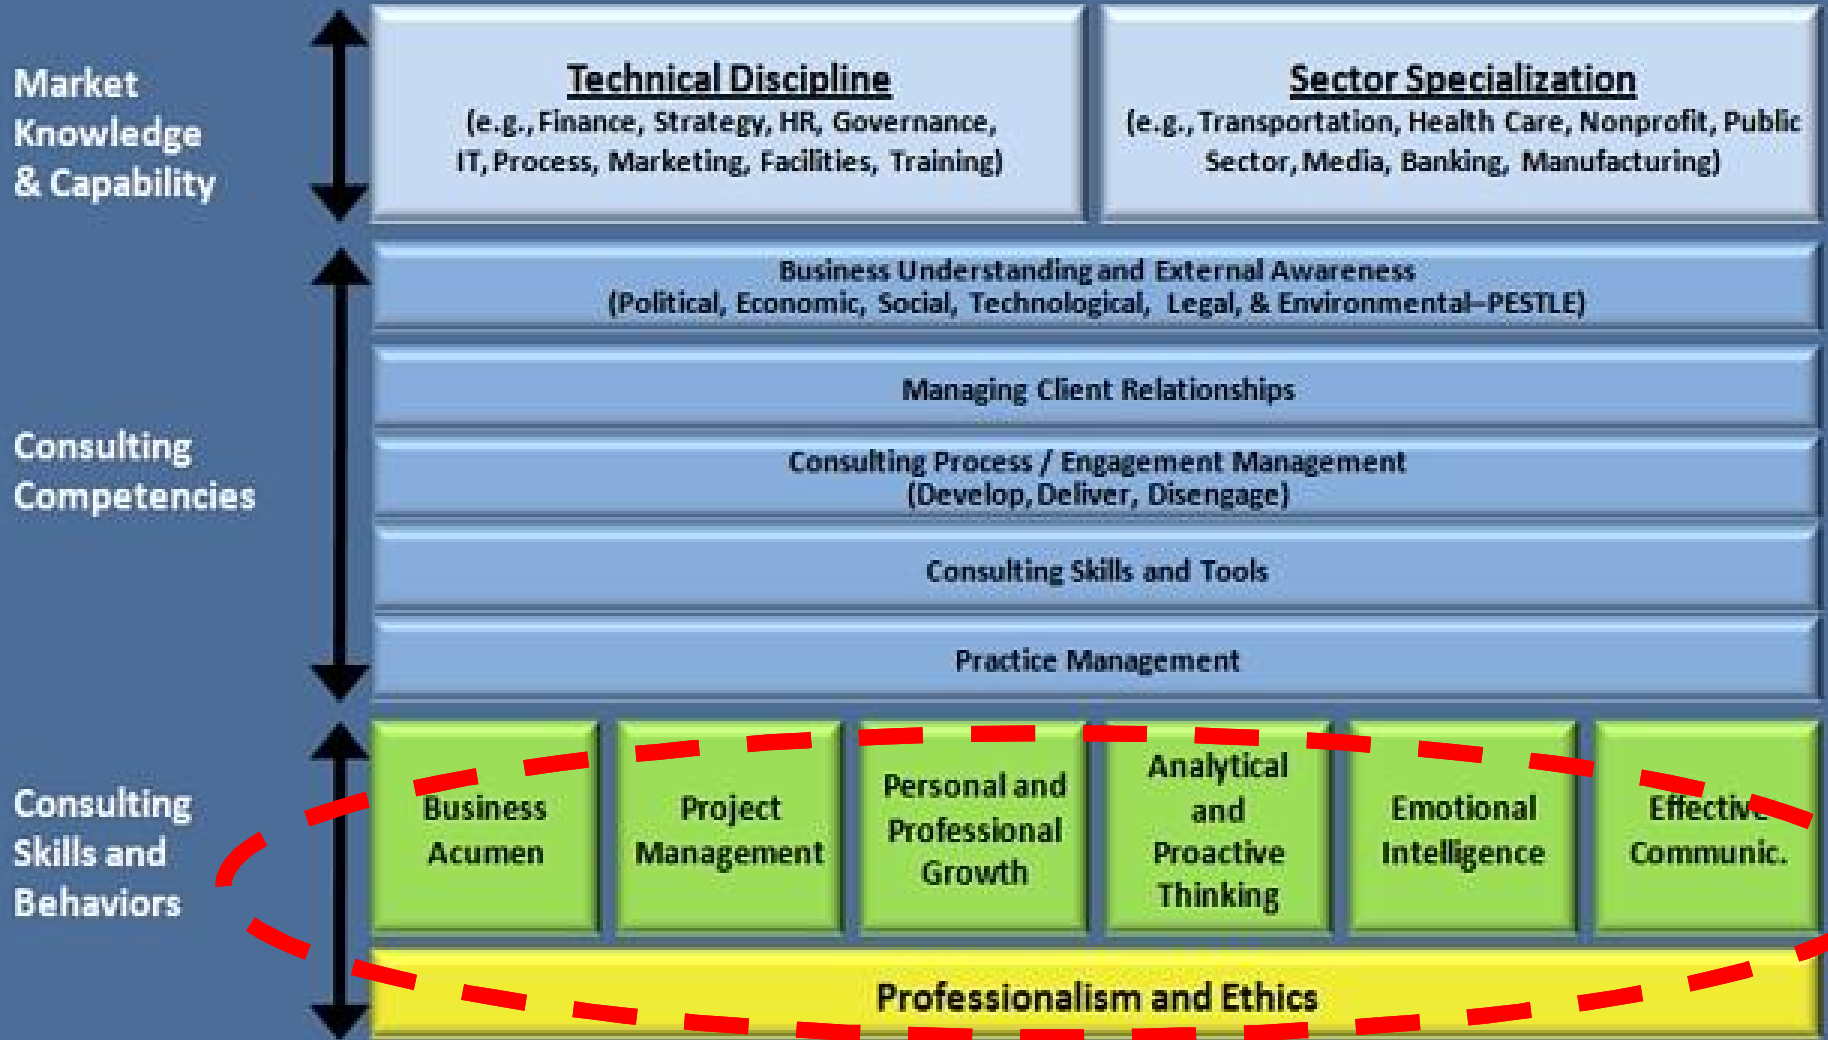 Market
Knowledge
& Capability
Technical Discipline
(e.g., Finance, Strategy, HR, Governance,
IT, Process, Marketing, Facilities, Training)
Sector Specialization
(e.g., Transportation, Health Care, Nonprofit, Public
Sector, Media, Banking, Manufacturing)
Consulting
Competencies
Business Understanding and External Awareness
(Political, Economic, Social, Technological, Legal, & Environmental–PESTLE)
Managing Client Relationships
Consulting Process / Engagement Management
(Develop, Deliver, Disengage)
Consulting Skills and Tools
Practice Management
Consulting
Skills and
Behaviors
Business
Acumen
Project
Management
Personal and
Professional
Growth
Analytical
and
Proactive
Thinking
Emotional
Intelligence
Effective
Communic.
Professionalism and Ethics